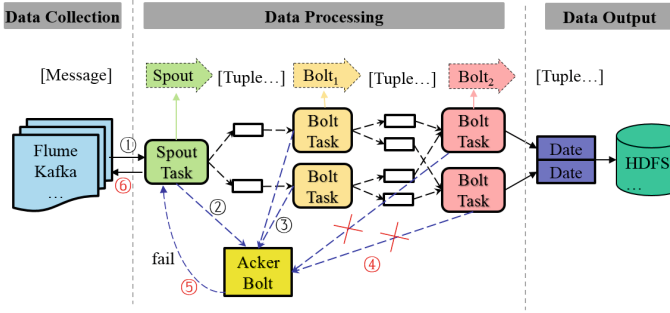 Data Collection Data Processing Data Output
[Message] Spout [Tuple…] Bolt₁ [Tuple…] Bolt₂ [Tuple…]
Flume
Kafka
…
①
⑥
Spout
Task
Bolt
Task
Bolt
Task
Bolt
Task
Bolt
Task
Date
Date
HDFS
…
②
③
④
fail
⑤
Acker
Bolt